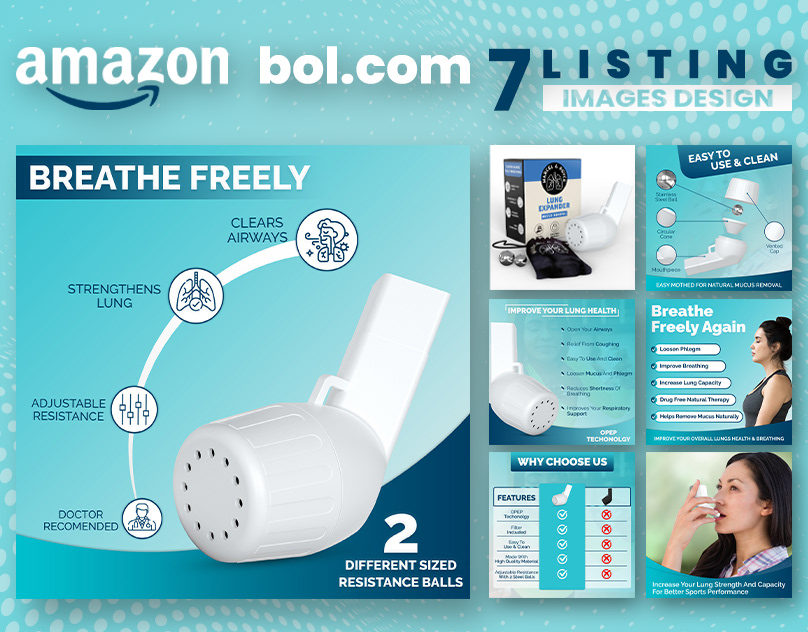 amazon
bol.com
7 LISTING
IMAGES DESIGN
BREATHE FREELY
CLEARS
AIRWAYS
STRENGTHENS
LUNG
ADJUSTABLE
RESISTANCE
DOCTOR
RECOMENDED
2
DIFFERENT SIZED
RESISTANCE BALLS
LUNG
EXPANDER
EASY TO
USE & CLEAN
Stainless
Steel Ball
Circular
Cone
Mouthpiece
Vented
Cap
EASY MOTHED FOR NATURAL MUCUS REMOVAL
IMPROVE YOUR LUNG HEALTH
Open Your Airways
Relief From Coughing
Easy To Use And Clean
Loosen Mucus And Phlegm
Reduces Shortness Of
Breathing
Improves Your Respiratory
Support
OPEP
TECHONOLGY
Breathe
Freely Again
Loosen Phlegm
Improve Breathing
Increase Lung Capacity
Drug Free Natural Therapy
Helps Remove Mucus Naturally
IMPROVE YOUR OVERALL LUNGS HEALTH & BREATHING
WHY CHOOSE US
FEATURES
OPEP
Techonology
Filter
Included
Easy To
Use & Clean
Made With
High Quality Material
Adjustable Resistance
With 2 Steel Balls
Increase Your Lung Strength And Capacity
For Better Sports Performance